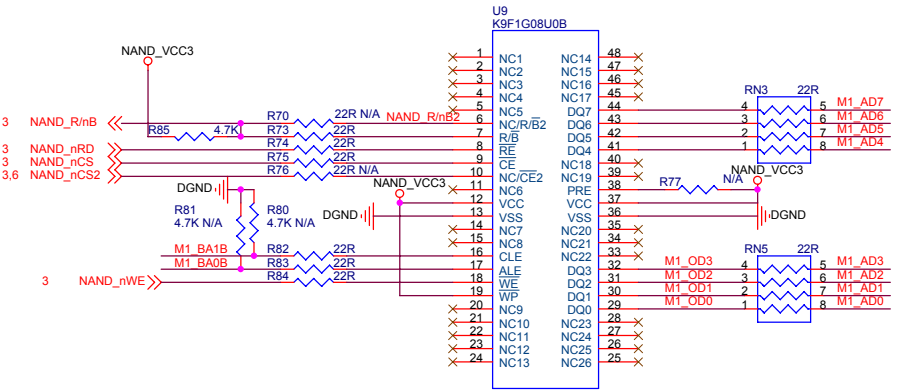 U9
K9F1G08U0B
NAND_VCC3
3 NAND_R/nB
R85 4.7K
R70 22R N/A NAND_R/nB2
R73 22R
3 NAND_nRD R74 22R
3 NAND_nCS R75 22R
3,6 NAND_nCS2 R76 22R N/A
DGND
NAND_VCC3
DGND
R81 4.7K N/A
R80 4.7K N/A
M1_BA1B R82 22R
M1_BA0B R83 22R
3 NAND_nWE R84 22R
1 NC1
2 NC2
3 NC3
4 NC4
5 NC5
6 NC/R/B2
7 R/B
8 RE
9 CE
10 NC/CE2
11 NC6
12 VCC
13 VSS
14 NC7
15 NC8
16 CLE
17 ALE
18 WE
19 WP
20 NC9
21 NC10
22 NC11
23 NC12
24 NC13
NC14 48
NC15 47
NC16 46
NC17 45
DQ7 44
DQ6 43
DQ5 42
DQ4 41
NC18 40
NC19 39
PRE 38
VCC 37
VSS 36
NC20 35
NC21 34
NC22 33
DQ3 32
DQ2 31
DQ1 30
DQ0 29
NC23 28
NC24 27
NC25 26
NC26 25
RN3 22R
4 5 M1_AD7
3 6 M1_AD6
2 7 M1_AD5
1 8 M1_AD4
NAND_VCC3
R77 N/A
DGND
RN5 22R
M1_OD3 4 5 M1_AD3
M1_OD2 3 6 M1_AD2
M1_OD1 2 7 M1_AD1
M1_OD0 1 8 M1_AD0